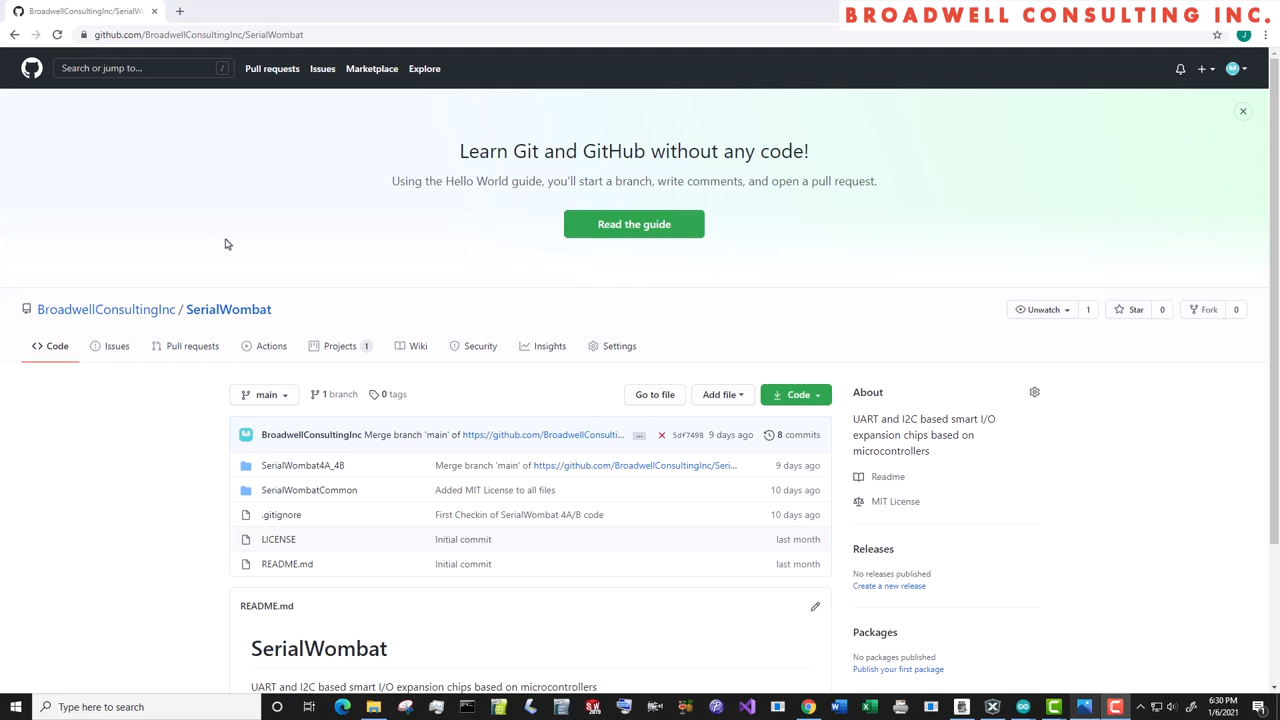 BroadwellConsultingInc/SerialW
BROADWELL CONSULTING INC.
github.com/BroadwellConsultingInc/SerialWombat
J
Search or jump to...
/
Pull requests
Issues
Marketplace
Explore
Learn Git and GitHub without any code!
Using the Hello World guide, you'll start a branch, write comments, and open a pull request.
Read the guide
BroadwellConsultingInc / SerialWombat
Unwatch 1
Star 0
Fork 0
Code
Issues
Pull requests
Actions
Projects 1
Wiki
Security
Insights
Settings
main
1 branch
0 tags
Go to file
Add file
Code
BroadwellConsultingInc Merge branch 'main' of https://github.com/BroadwellConsulti... ... 5df7498 9 days ago 8 commits
SerialWombat4A_4B Merge branch 'main' of https://github.com/BroadwellConsultingInc/Seri... 9 days ago
SerialWombatCommon Added MIT License to all files 10 days ago
.gitignore First Checkin of SerialWombat 4A/B code 10 days ago
LICENSE Initial commit last month
README.md Initial commit last month
README.md
SerialWombat
UART and I2C based smart I/O expansion chips based on microcontrollers
About
UART and I2C based smart I/O
expansion chips based on
microcontrollers
Readme
MIT License
Releases
No releases published
Create a new release
Packages
No packages published
Publish your first package
Type here to search
6:30 PM
1/6/2021